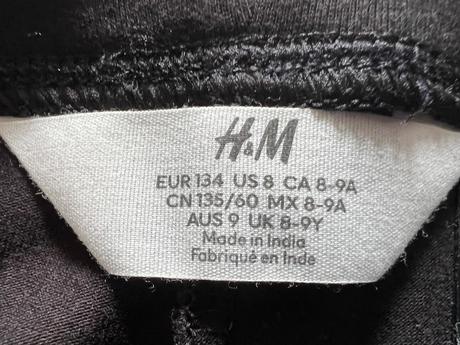 H&M
EUR 134 US 8 CA 8-9A
CN 135/60 MX 8-9A
AUS 9 UK 8-9Y
Made in India
Fabriqué en Inde